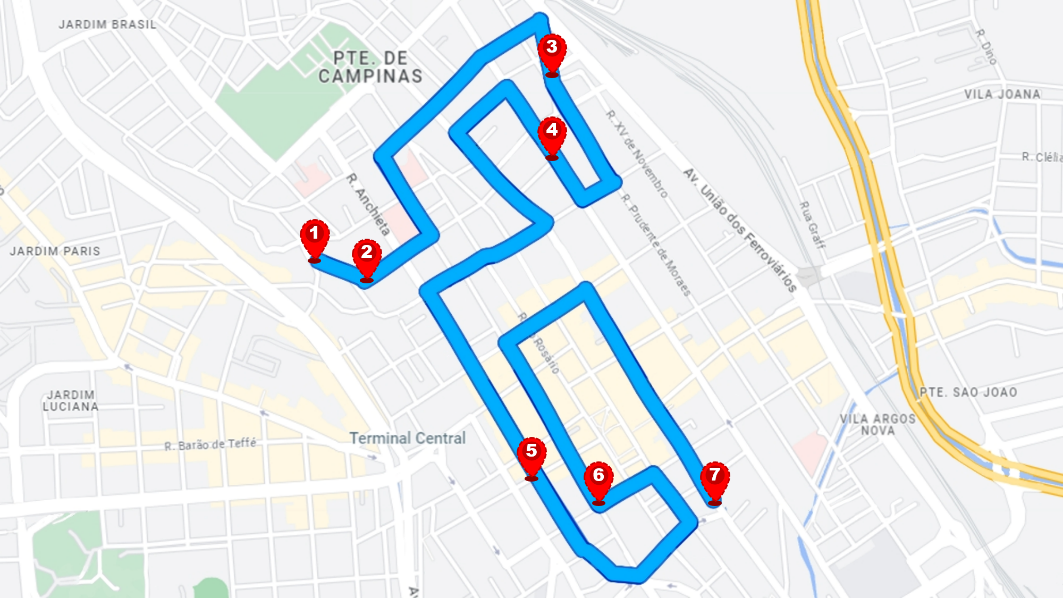 JARDIM BRASIL
PTE. DE
CAMPINAS
3
R. Dino
VILA JOANA
4
R. XV de Novembro
R. Clélia
Av. União dos Ferroviários
R. Anchieta
R. Prudente de Moraes
Rua Graff
1
JARDIM PARIS
2
R. do Rosário
JARDIM
LUCIANA
PTE. SAO JOAO
VILA ARGOS
NOVA
R. Barão de Teffé
Terminal Central
5
6
7